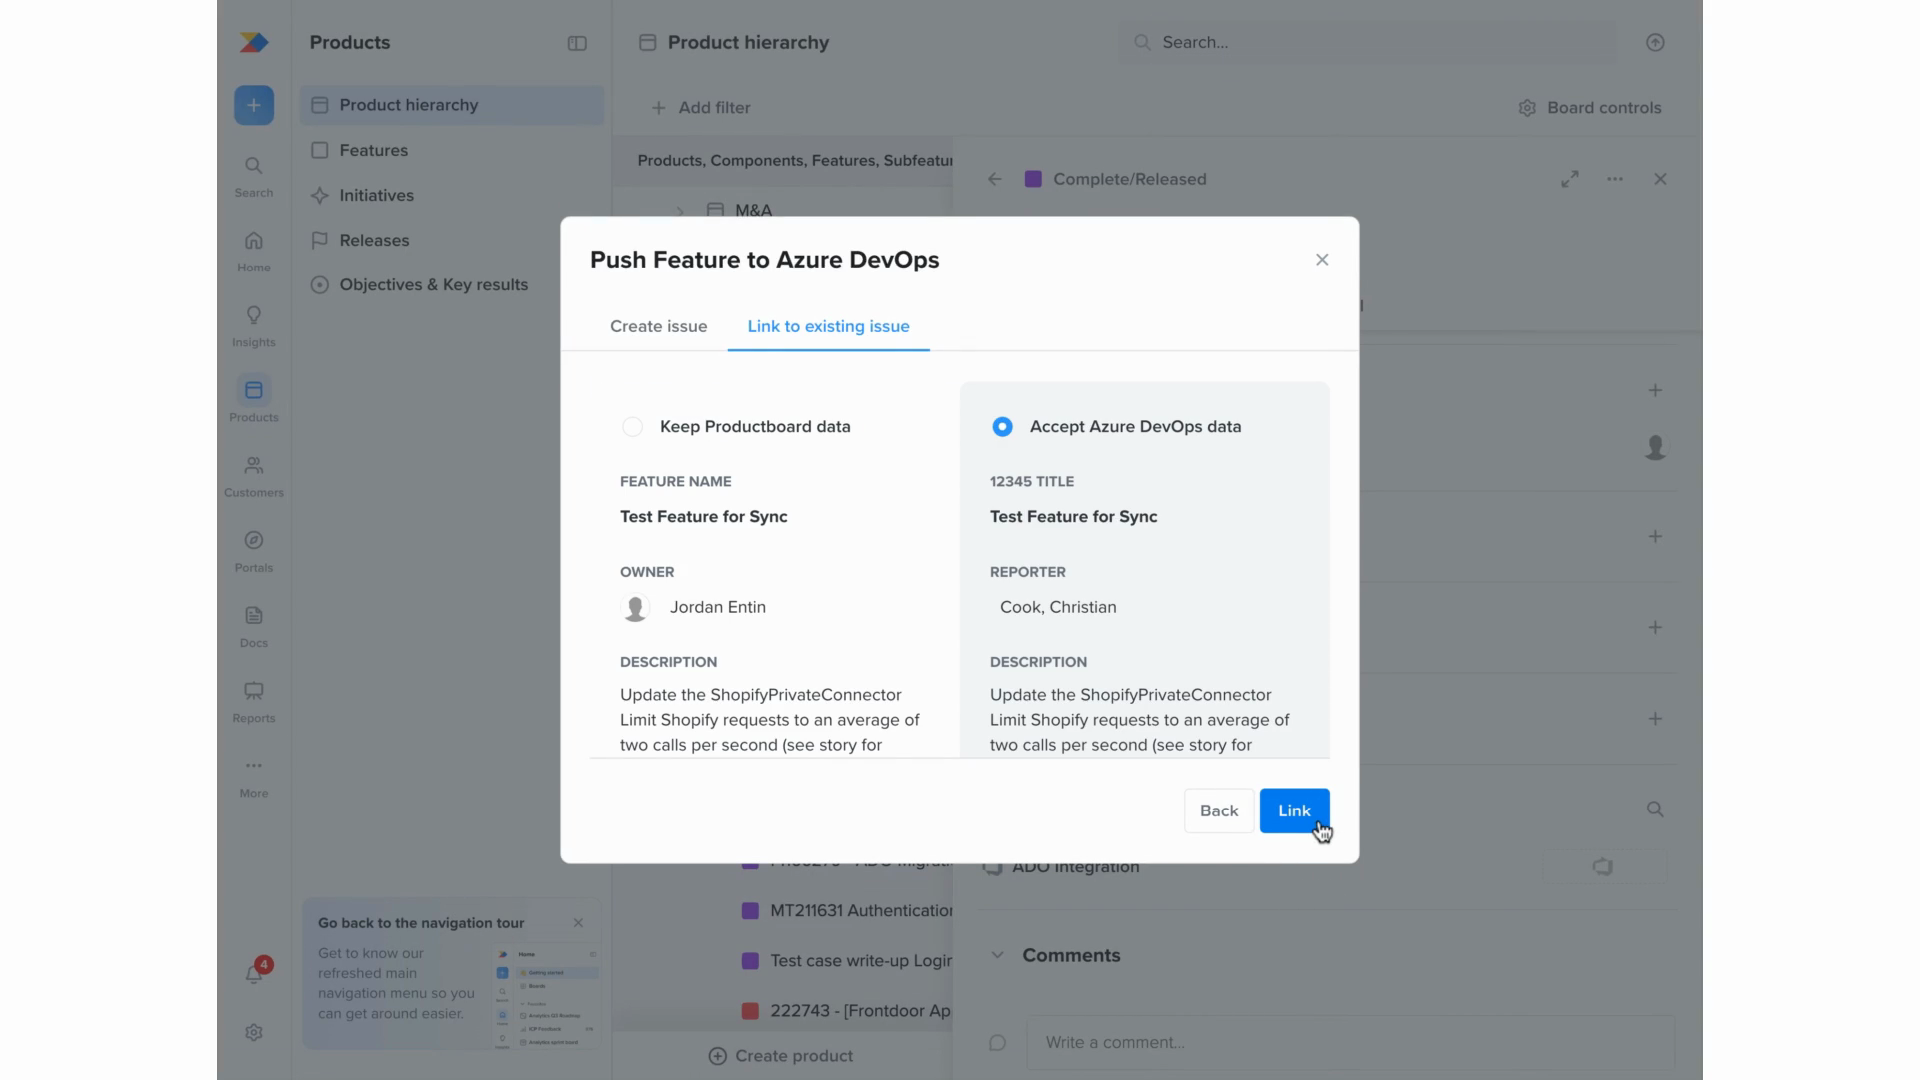 Products
Product hierarchy
Search...
Product hierarchy
Add filter
Board controls
Features
Products, Components, Features, Subfeatu
Search
Complete/Released
Initiatives
M&A
Releases
Home
Push Feature to Azure DevOps
Objectives & Key results
Create issue
Link to existing issue
Insights
Products
Keep Productboard data
Accept Azure DevOps data
FEATURE NAME
12345 TITLE
Customers
Test Feature for Sync
Test Feature for Sync
Portals
OWNER
REPORTER
Jordan Entin
Cook, Christian
Docs
DESCRIPTION
DESCRIPTION
Update the ShopifyPrivateConnector
Limit Shopify requests to an average of
two calls per second (see story for
Update the ShopifyPrivateConnector
Limit Shopify requests to an average of
two calls per second (see story for
Reports
More
Back
Link
ADO Integration
MT211631 Authentication
Go back to the navigation tour
Get to know our
refreshed main
navigation menu so you
can get around easier.
Home
Comments
Test case write-up Login
4
222743 - [Frontdoor Ap
Write a comment...
Create product